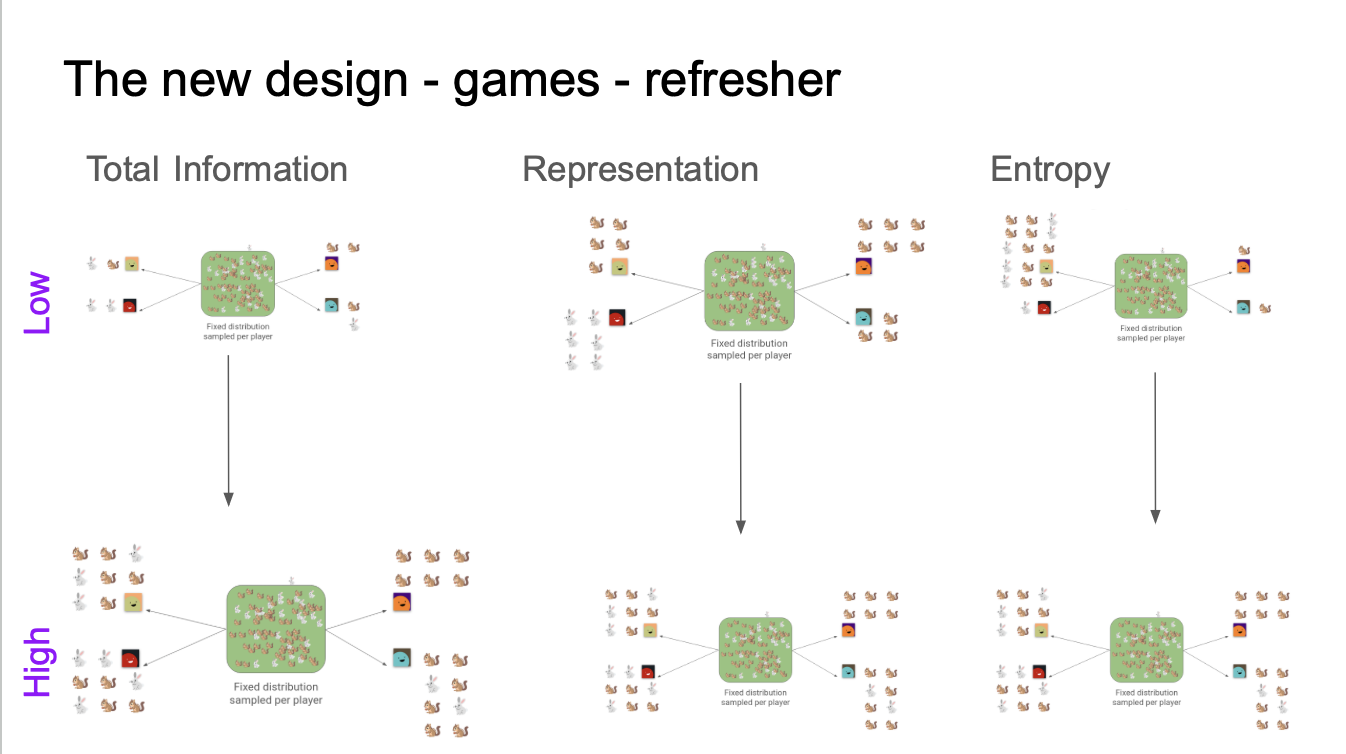 The new design - games - refresher
Total Information
Representation
Entropy
Low
Fixed distribution
sampled per player
Fixed distribution
sampled per player
Fixed distribution
sampled per player
High
Fixed distribution
sampled per player
Fixed distribution
sampled per player
Fixed distribution
sampled per player